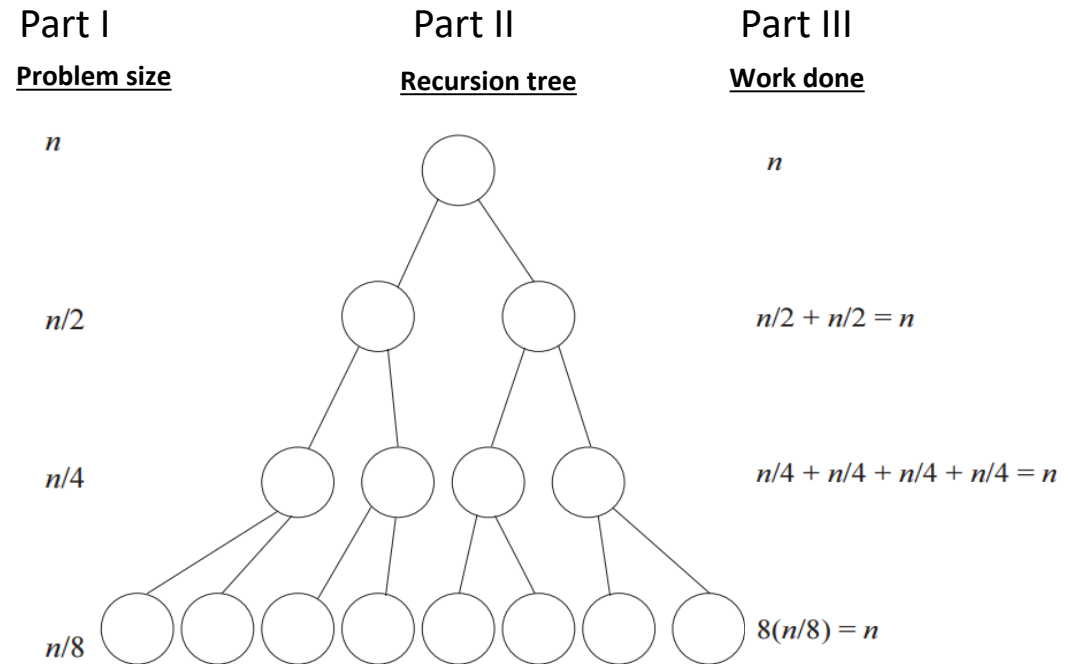 Part I Part II Part III
Problem size Recursion tree Work done
n n
n/2 n/2 + n/2 = n
n/4 n/4 + n/4 + n/4 + n/4 = n
n/8 8(n/8) = n